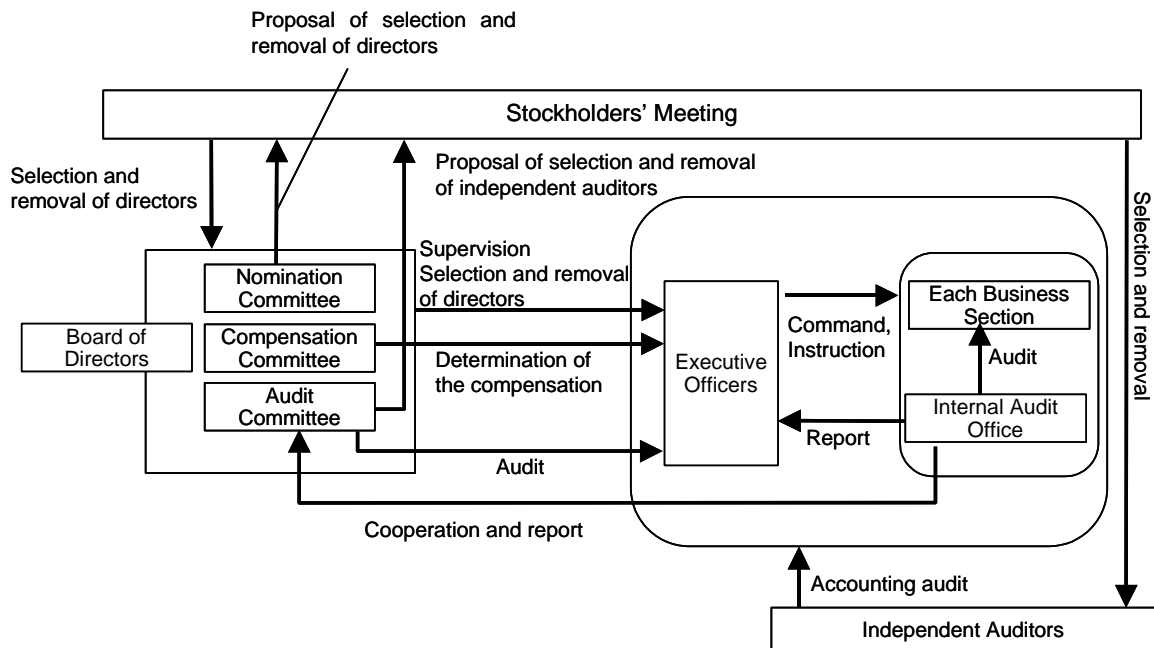 Proposal of selection and
removal of directors
Stockholders’ Meeting
Selection and
removal of directors
Proposal of selection and removal
of independent auditors
Selection and removal
Supervision
Selection and removal
of directors
Nomination
Committee
Board of
Directors
Compensation
Committee
Audit
Committee
Determination of
the compensation
Audit
Executive
Officers
Command,
Instruction
Each Business
Section
Audit
Internal Audit
Office
Report
Cooperation and report
Accounting audit
Independent Auditors